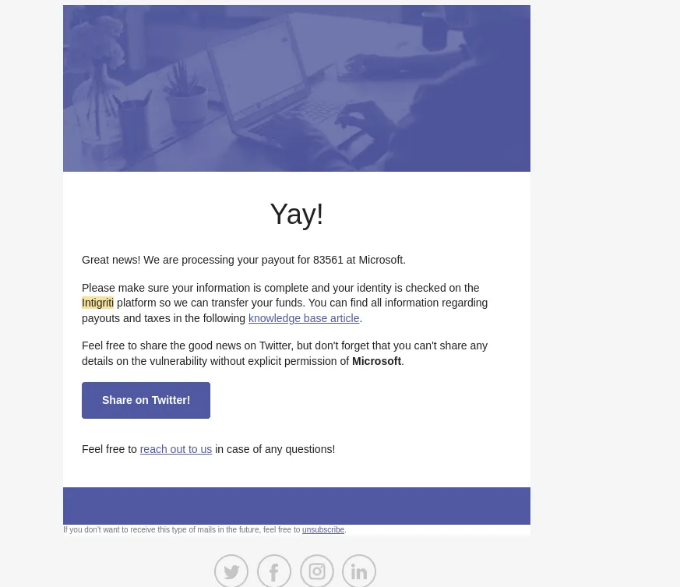 Yay!
Great news! We are processing your payout for 83561 at Microsoft.
Please make sure your information is complete and your identity is checked on the
Intigriti platform so we can transfer your funds. You can find all information regarding
payouts and taxes in the following knowledge base article.
Feel free to share the good news on Twitter, but don't forget that you can't share any
details on the vulnerability without explicit permission of Microsoft.
Share on Twitter!
Feel free to reach out to us in case of any questions!
If you don't want to receive this type of mails in the future, feel free to unsubscribe.